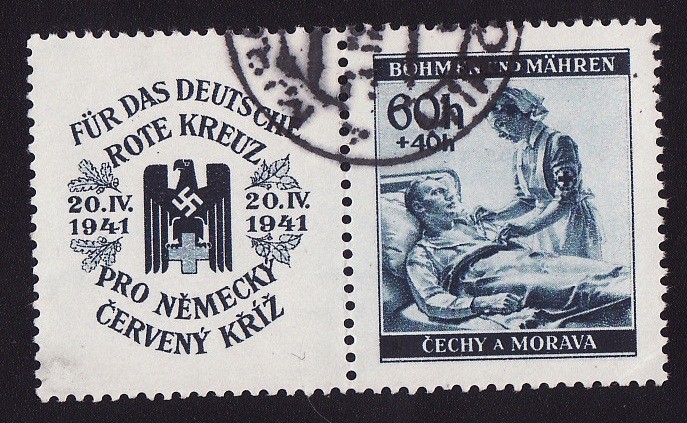 FÜR DAS DEUTSCHE
ROTE KREUZ
20.IV. 20.IV.
1941 1941
PRO NĚMECKÝ
ČERVENÝ KŘÍŽ
BÖHMEN UND MÄHREN
60h
+40h
ČECHY A MORAVA